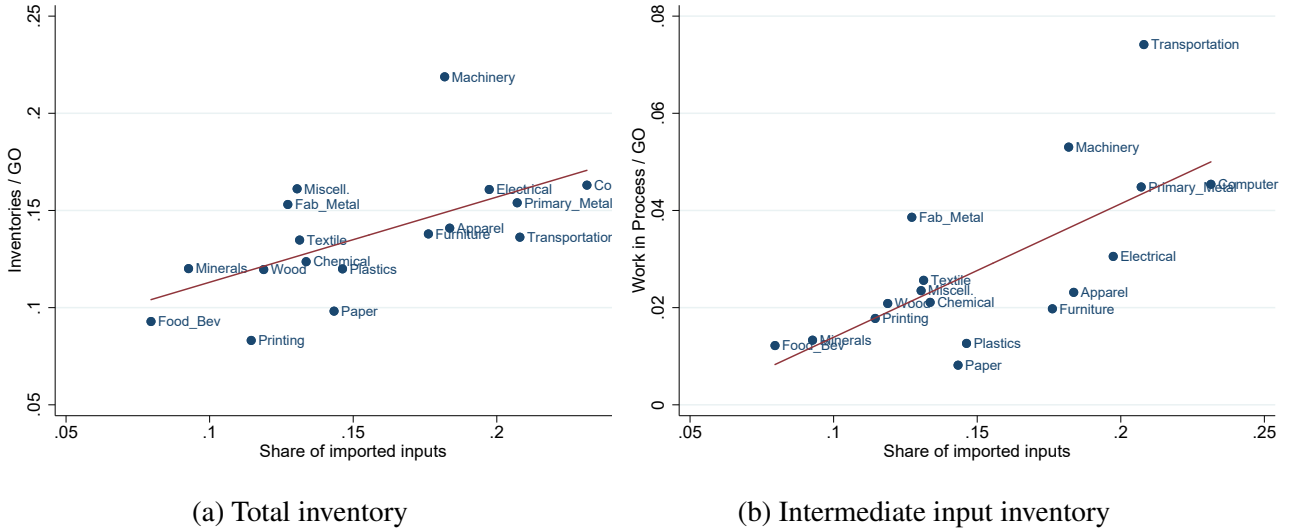 Inventories / GO
.25
.2
.15
.1
.05
Machinery
Miscell.
Fab_Metal
Electrical
Co
Primary_Metal
Textile
Furniture
Apparel
Transportation
Minerals
Wood
Chemical
Plastics
Food_Bev
Paper
Printing
.05 .1 .15 .2
Share of imported inputs
(a) Total inventory
Work in Process / GO
.08
.06
.04
.02
0
Transportation
Machinery
Primary_Metal
Computer
Fab_Metal
Electrical
Textile
Miscell.
Wood
Chemical
Apparel
Furniture
Printing
Food_Bev
Minerals
Plastics
Paper
.05 .1 .15 .2 .25
Share of imported inputs
(b) Intermediate input inventory